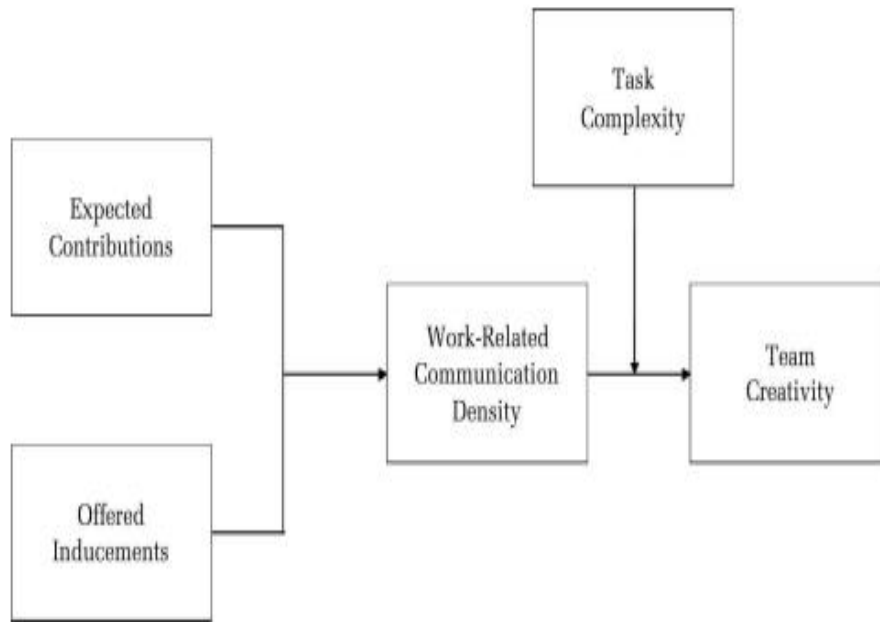 Task
Complexity
Expected
Contributions
Work-Related
Communication
Density
Team
Creativity
Offered
Inducements